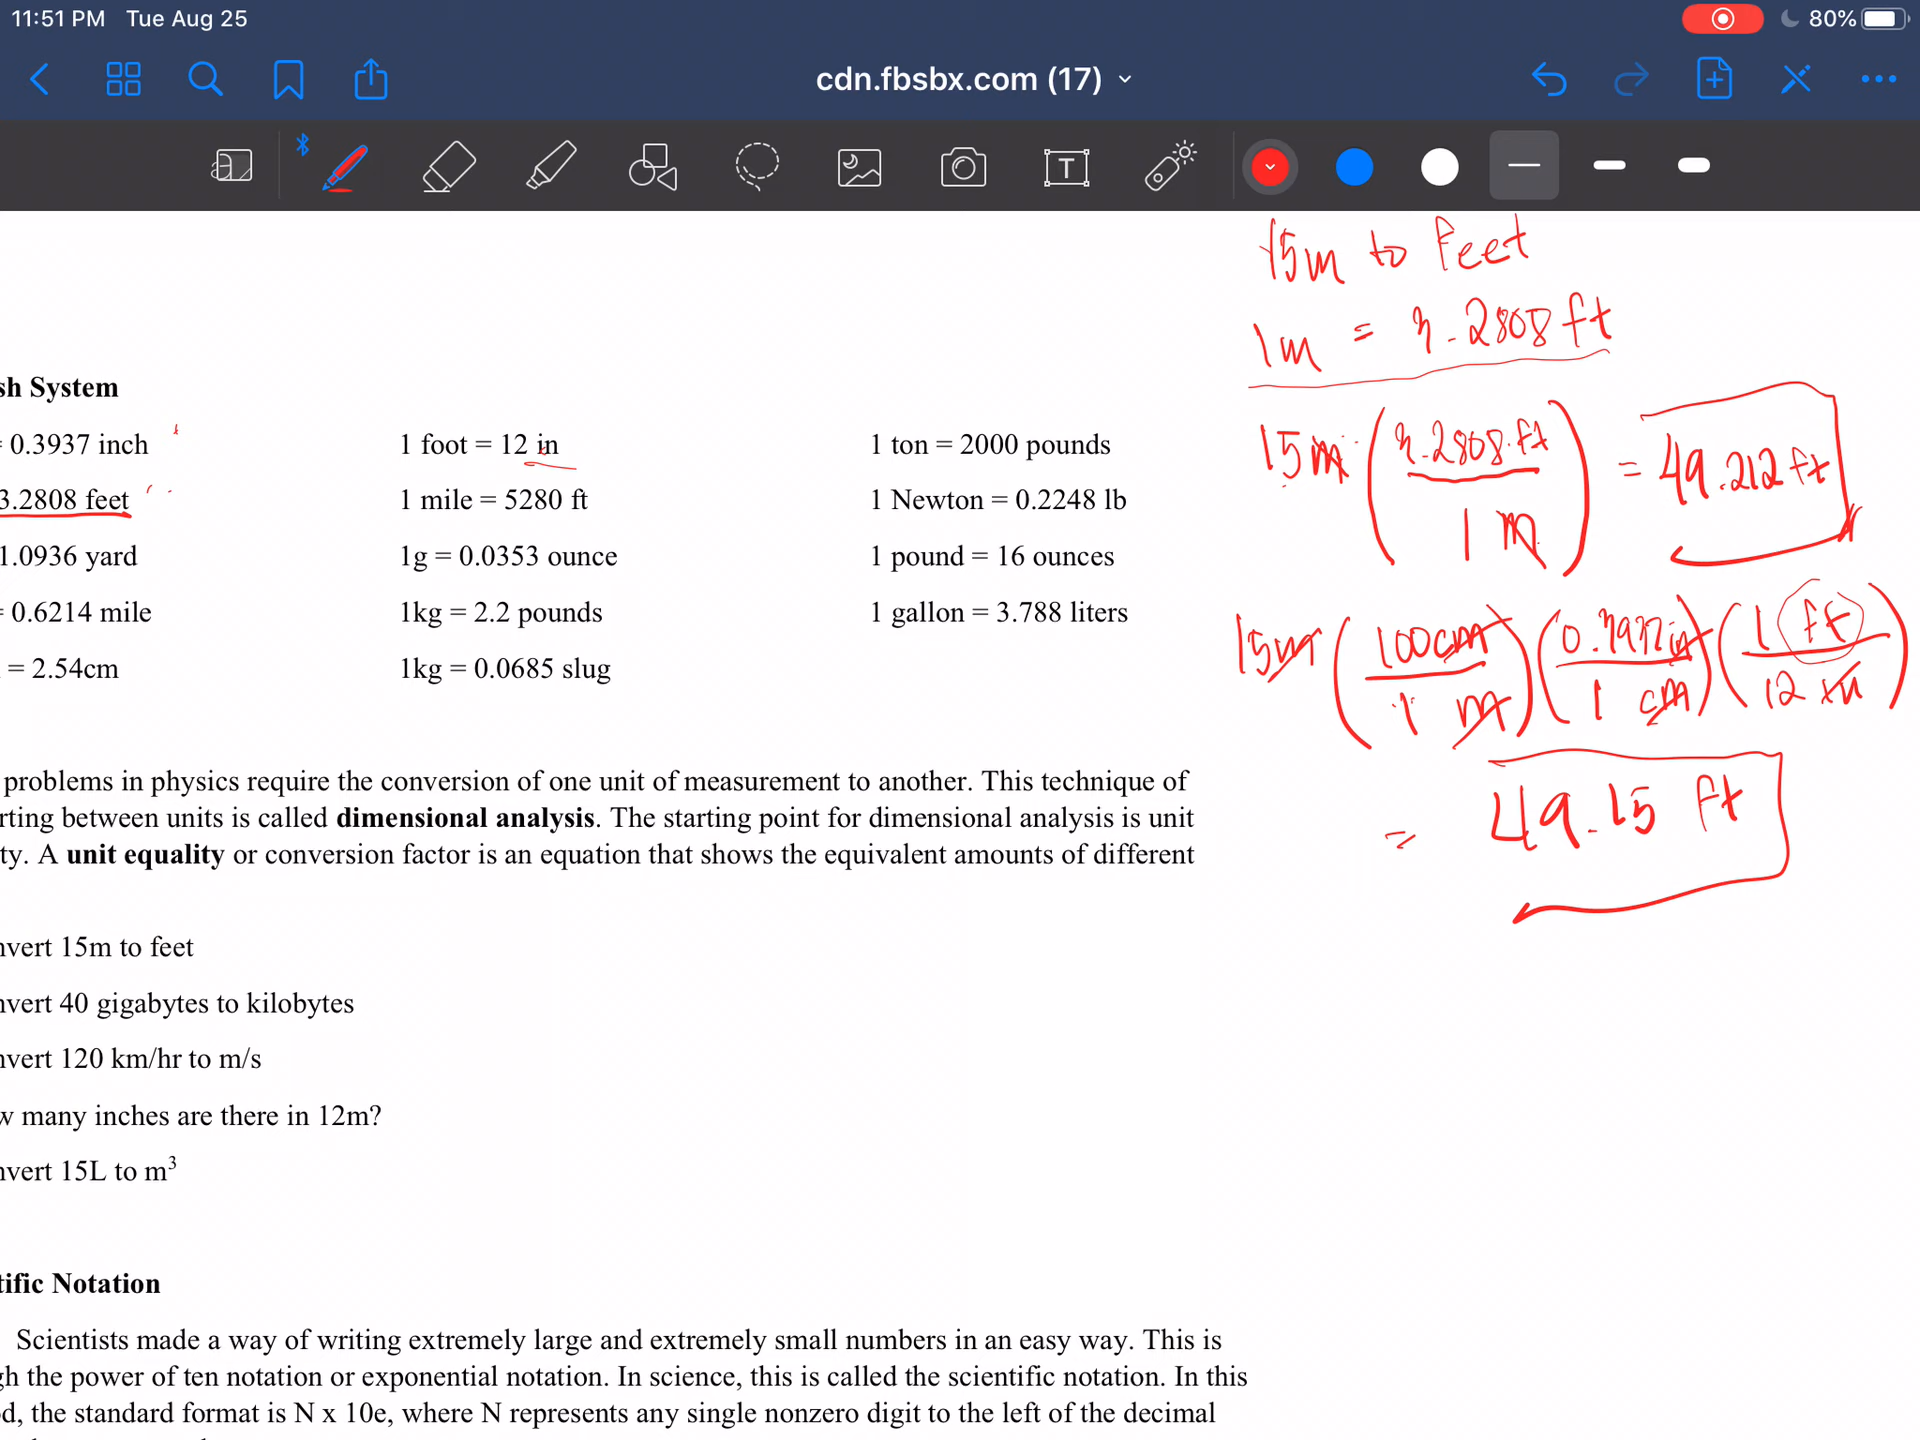 11:51 PM Tue Aug 25
80%
cdn.fbsbx.com (17)
T
15m to Feet
1m = 3.2808 ft
sh System
= 0.3937 inch
1 foot = 12 in
1 ton = 2000 pounds
15m (3.2808 ft / 1 m) = 49.212 ft
3.2808 feet
1 mile = 5280 ft
1 Newton = 0.2248 lb
1.0936 yard
1g = 0.0353 ounce
1 pound = 16 ounces
= 0.6214 mile
1kg = 2.2 pounds
1 gallon = 3.788 liters
15m (100cm / 1 m) (0.3937in / 1 cm) (1 ft / 12 in)
= 2.54cm
1kg = 0.0685 slug
= 49.15 ft
problems in physics require the conversion of one unit of measurement to another. This technique of
rting between units is called dimensional analysis. The starting point for dimensional analysis is unit
ty. A unit equality or conversion factor is an equation that shows the equivalent amounts of different
nvert 15m to feet
nvert 40 gigabytes to kilobytes
nvert 120 km/hr to m/s
w many inches are there in 12m?
nvert 15L to m³
tific Notation
Scientists made a way of writing extremely large and extremely small numbers in an easy way. This is
gh the power of ten notation or exponential notation. In science, this is called the scientific notation. In this
d, the standard format is N x 10e, where N represents any single nonzero digit to the left of the decimal